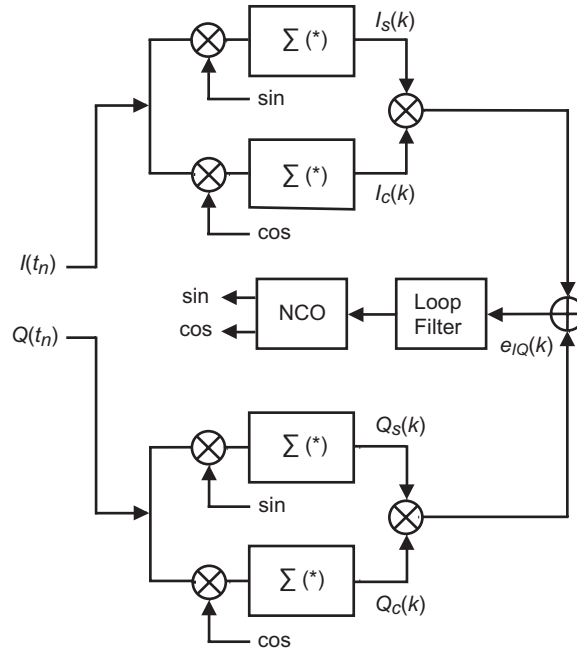 I_s(k)
∑ (*)
sin
∑ (*)
I_c(k)
cos
I(t_n)
sin
cos
NCO
Loop
Filter
e_IQ(k)
Q(t_n)
Q_s(k)
∑ (*)
sin
∑ (*)
Q_c(k)
cos